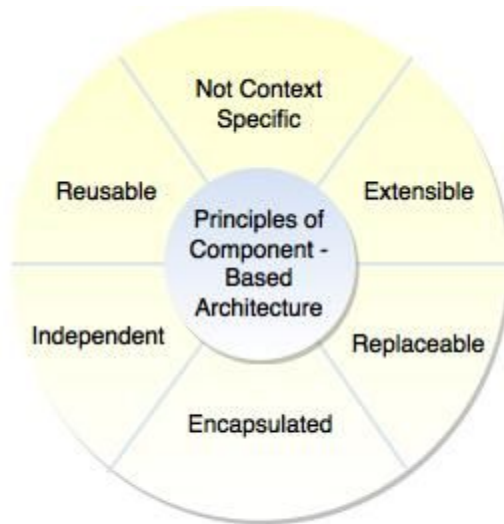 Not Context
Specific
Reusable
Extensible
Principles of
Component -
Based
Architecture
Independent
Replaceable
Encapsulated